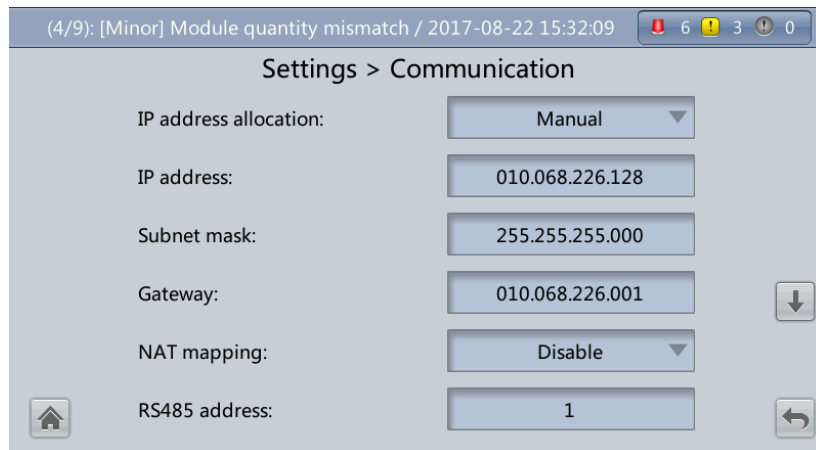 (4/9): [Minor] Module quantity mismatch / 2017-08-22 15:32:09 6 ! 3 ! 0
Settings > Communication
IP address allocation: Manual
IP address: 010.068.226.128
Subnet mask: 255.255.255.000
Gateway: 010.068.226.001
NAT mapping: Disable
RS485 address: 1